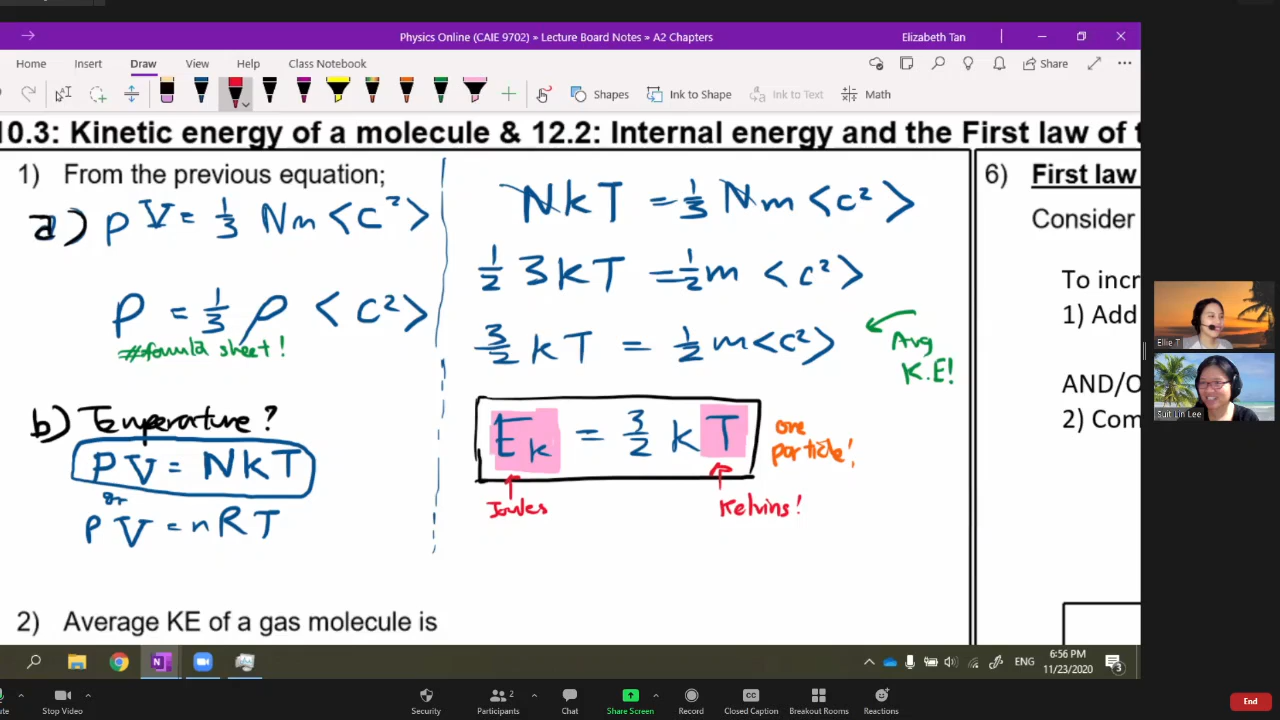 Physics Online (CAIE 9702) » Lecture Board Notes » A2 Chapters
Elizabeth Tan
Home Insert Draw View Help Class Notebook
Share
Shapes Ink to Shape Ink to Text Math
10.3: Kinetic energy of a molecule & 12.2: Internal energy and the First law of t
1) From the previous equation;
a) pV = 1/3 Nm <c²>
p = 1/3 ρ <c²>
#fomula sheet!
b) Temperature?
pV = NkT
or
pV = nRT
NkT = 1/3 Nm <c²>
1/2 3kT = 1/2 m <c²>
3/2 kT = 1/2 m<c²>
Avg
K.E!
Ek = 3/2 kT
one
particle!
Joules
Kelvins!
2) Average KE of a gas molecule is
6) First law
Consider
To incr
1) Add
AND/O
2) Com
Ellie T
Suit Lin Lee
ENG
6:56 PM
11/23/2020
3
Stop Video
Security
Participants 2
Chat
Share Screen
Record
Closed Caption
Breakout Rooms
Reactions
End